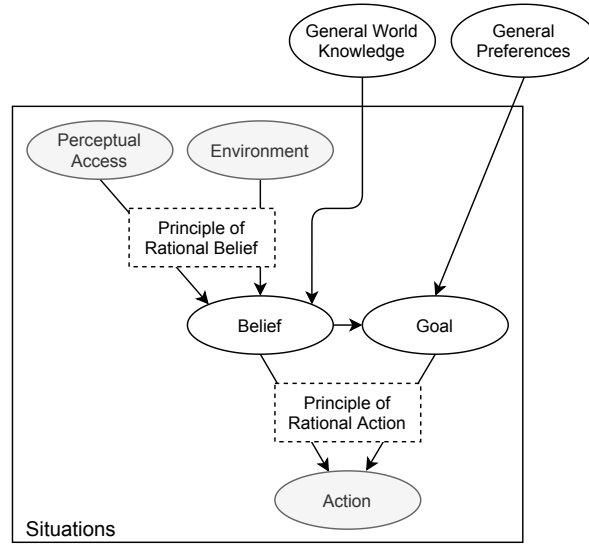 General World
Knowledge
General
Preferences
Perceptual
Access
Environment
Principle of
Rational Belief
Belief
Goal
Principle of
Rational Action
Action
Situations